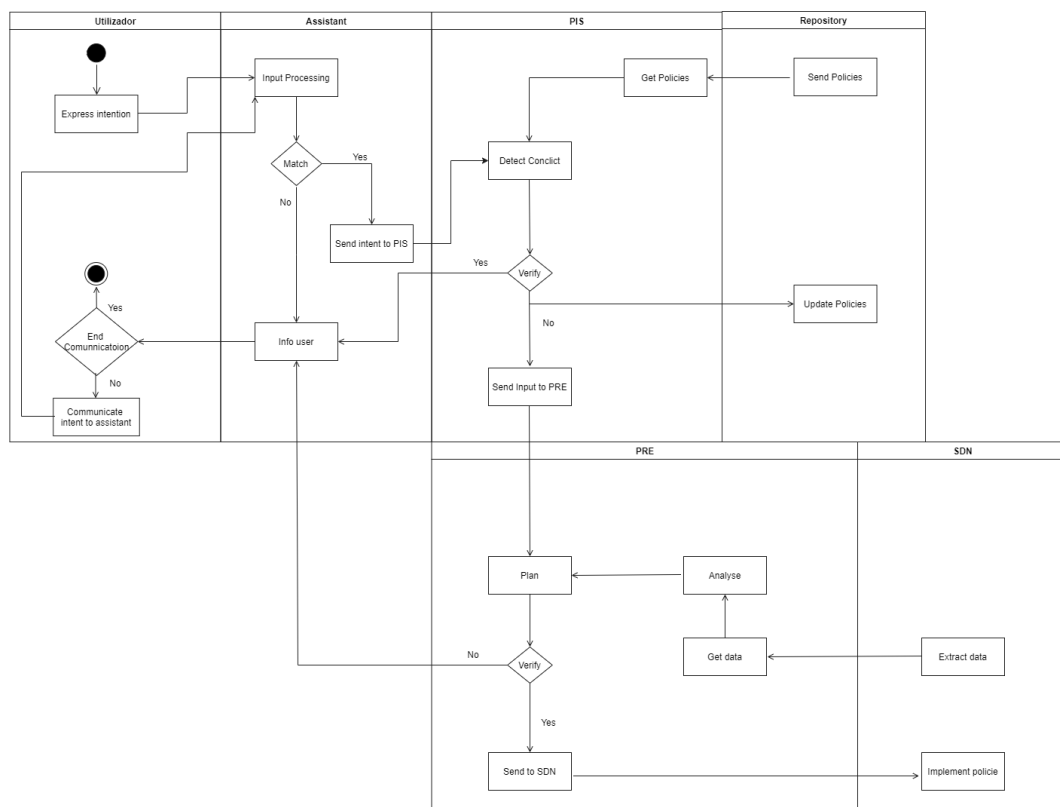 Utilizador
Assistant
PIS
Repository
Input Processing
Get Policies
Send Policies
Express intention
Match
Yes
Detect Conclict
No
Send intent to PIS
Yes
Verify
Yes
Update Policies
No
End
Comunnicatoion
Info user
No
Send Input to PRE
Communicate
intent to assistant
PRE
SDN
Plan
Analyse
No
Verify
Get data
Extract data
Yes
Send to SDN
Implement policie